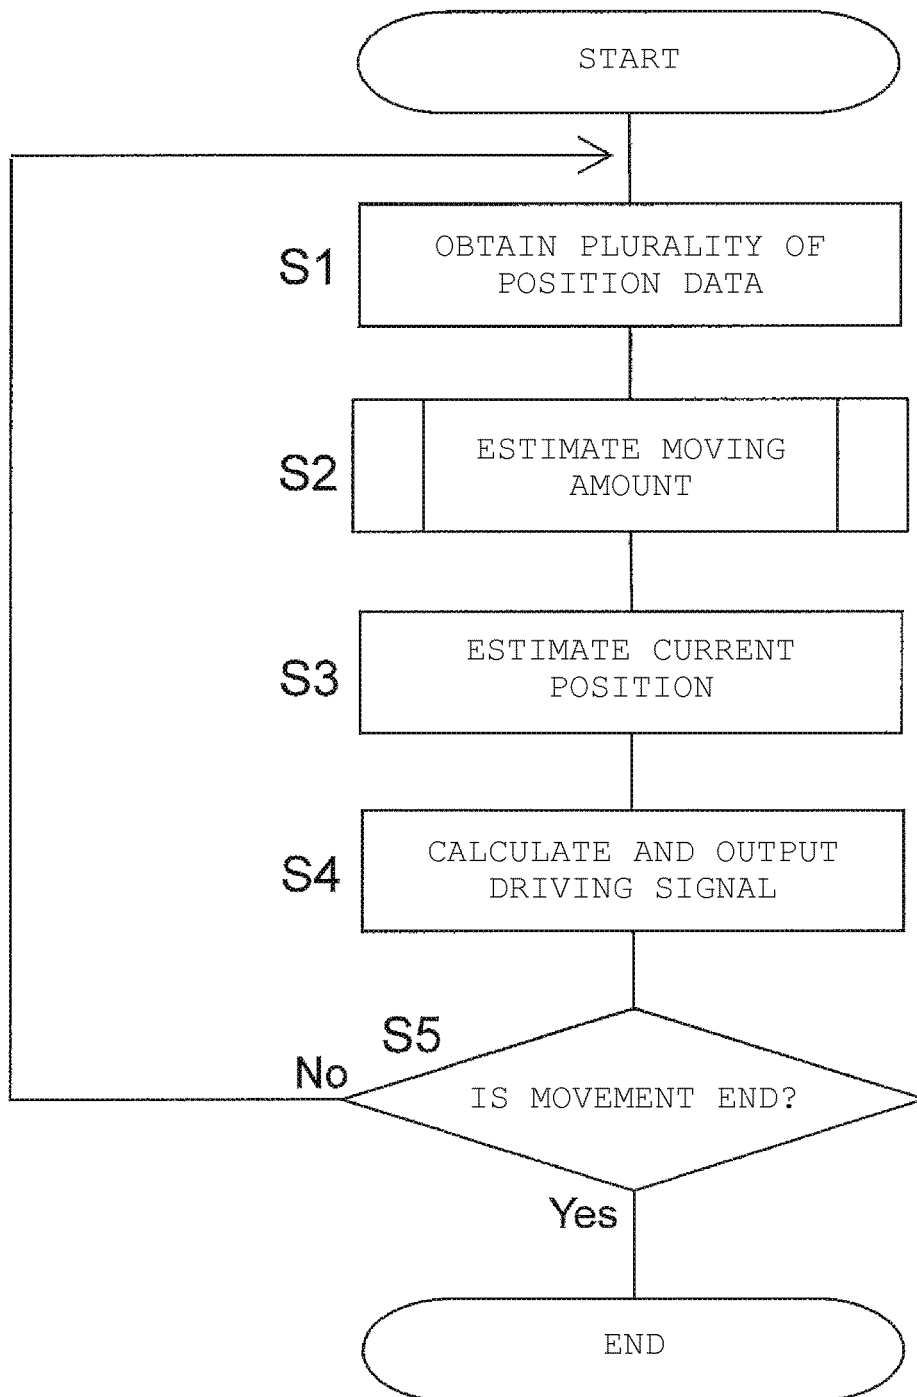 START
S1
OBTAIN PLURALITY OF
POSITION DATA
S2
ESTIMATE MOVING
AMOUNT
S3
ESTIMATE CURRENT
POSITION
S4
CALCULATE AND OUTPUT
DRIVING SIGNAL
S5
No
IS MOVEMENT END?
Yes
END